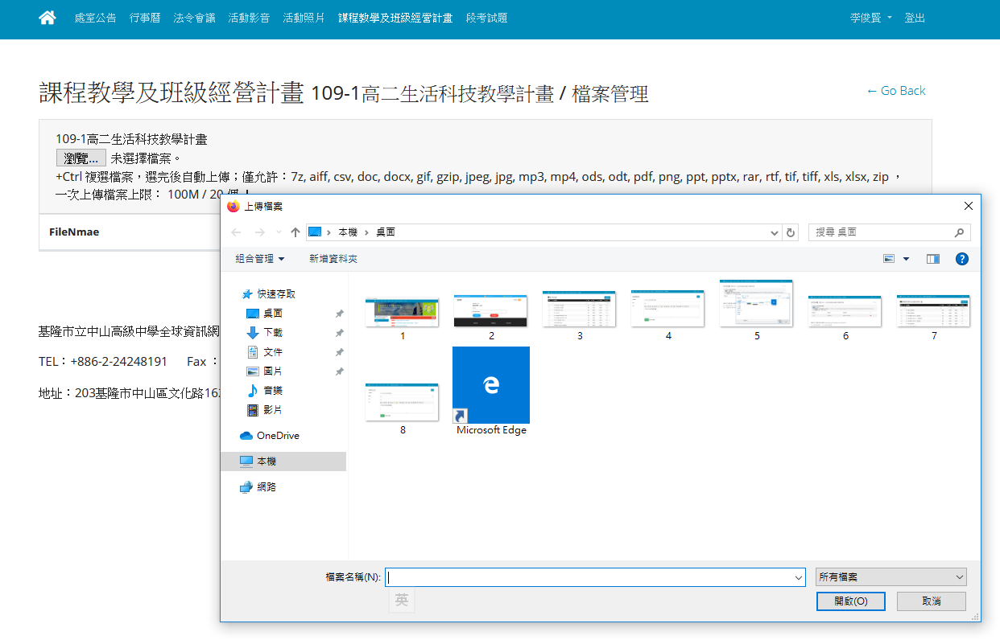 處室公告 行事曆 法令會議 活動影音 活動照片 課程教學及班級經營計畫 段考試題 李俊賢 登出
課程教學及班級經營計畫 109-1高二生活科技教學計畫 / 檔案管理 ← Go Back
109-1高二生活科技教學計畫
瀏覽... 未選擇檔案。
+Ctrl 複選檔案，選完後自動上傳；僅允許：7z, aiff, csv, doc, docx, gif, gzip, jpeg, jpg, mp3, mp4, ods, odt, pdf, png, ppt, pptx, rar, rtf, tif, tiff, xls, xlsx, zip ，
一次上傳檔案上限： 100M / 20
FileNmae
基隆市立中山高級中學全球資訊網
TEL：+886-2-24248191 Fax ：
地址：203基隆市中山區文化路162
上傳檔案
本機 › 桌面
搜尋 桌面
組合管理 新增資料夾
快速存取
桌面
下載
文件
圖片
音樂
影片
OneDrive
本機
網路
1 2 3 4 5 6 7
8 Microsoft Edge
檔案名稱(N): 所有檔案
英
開啟(O) 取消